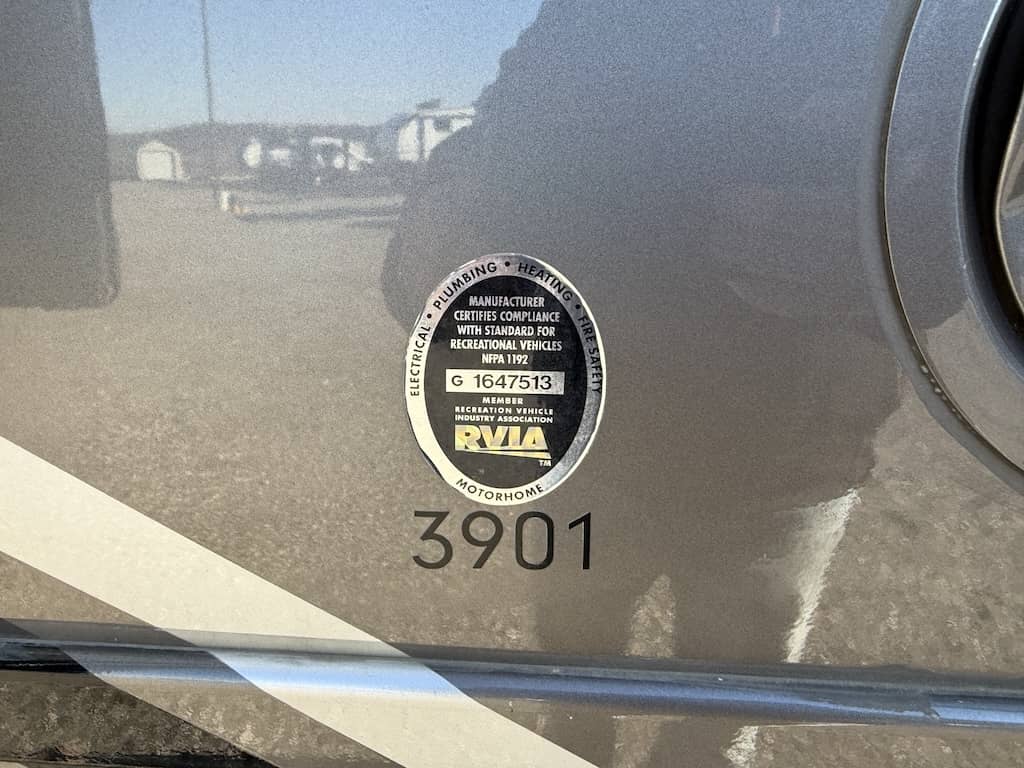 ELECTRICAL • PLUMBING • HEATING • FIRE SAFETY
MANUFACTURER
CERTIFIES COMPLIANCE
WITH STANDARD FOR
RECREATIONAL VEHICLES
NFPA 1192
G 1647513
MEMBER
RECREATION VEHICLE
INDUSTRY ASSOCIATION
RVIA
TM
MOTORHOME
3901